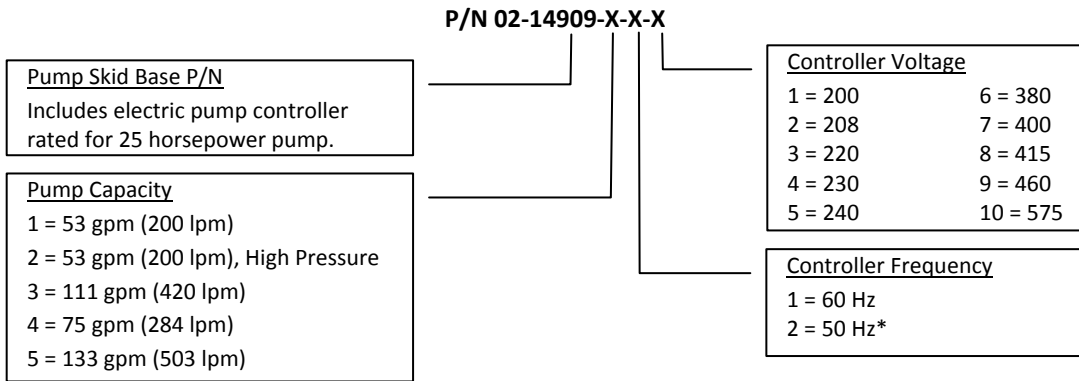 P/N 02-14909-X-X-X
Pump Skid Base P/N
Includes electric pump controller
rated for 25 horsepower pump.
Pump Capacity
1 = 53 gpm (200 lpm)
2 = 53 gpm (200 lpm), High Pressure
3 = 111 gpm (420 lpm)
4 = 75 gpm (284 lpm)
5 = 133 gpm (503 lpm)
Controller Voltage
1 = 200 6 = 380
2 = 208 7 = 400
3 = 220 8 = 415
4 = 230 9 = 460
5 = 240 10 = 575
Controller Frequency
1 = 60 Hz
2 = 50 Hz*